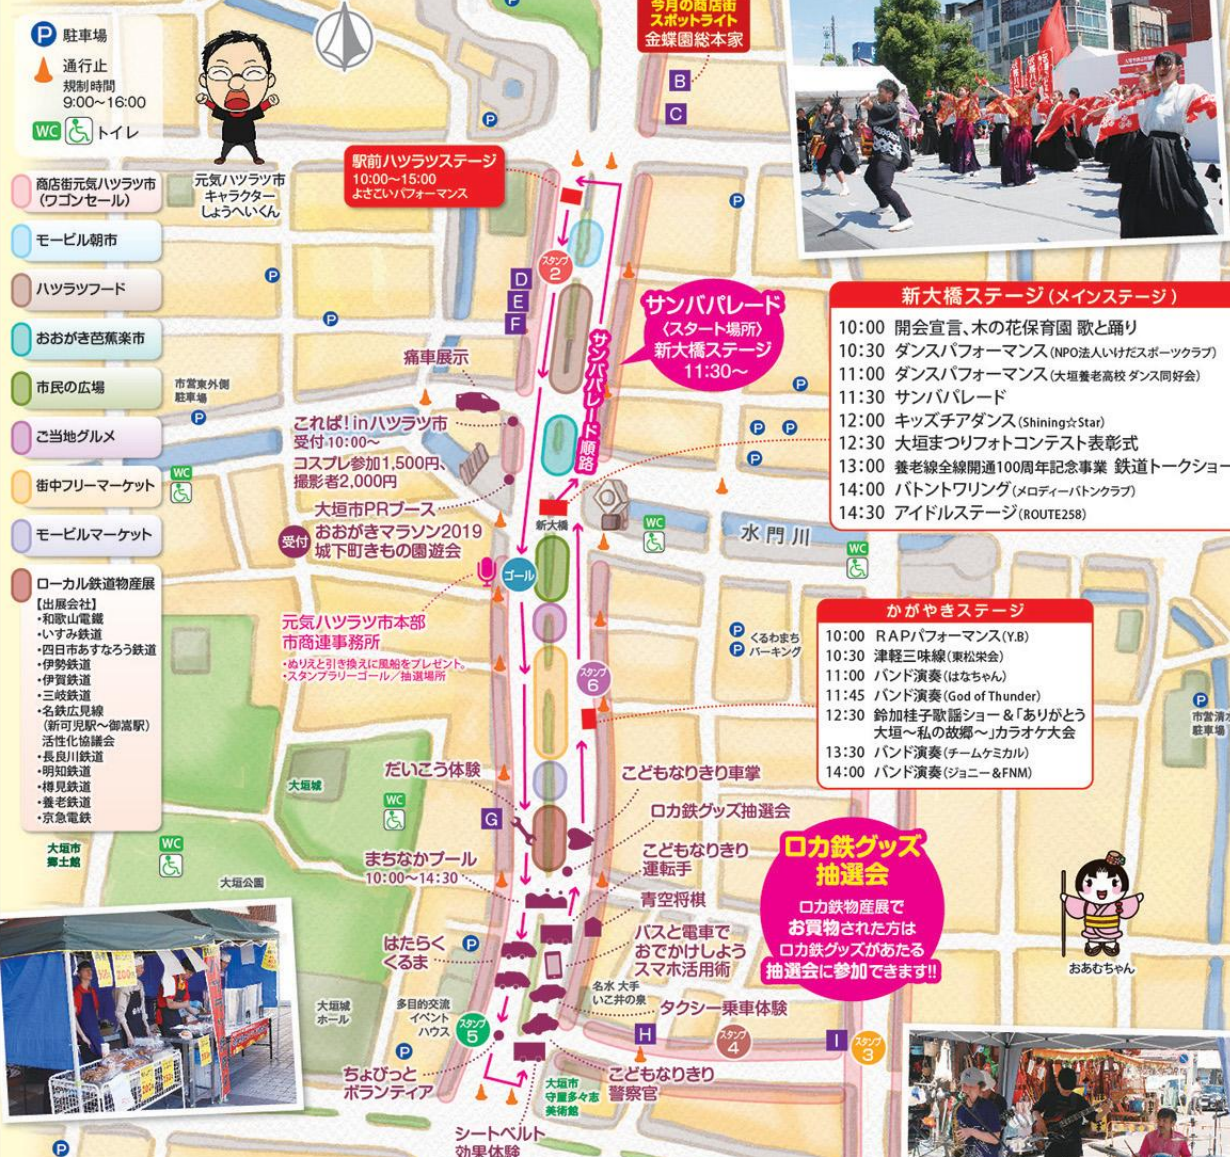 今月の商店街
スポットライト
金蝶園総本家
P 駐車場
通行止
規制時間
9:00〜16:00
WC トイレ
元気ハツラツ市
キャラクター
しょうへいくん
商店街元気ハツラツ市
(ワゴンセール)
モービル朝市
ハツラツフード
おおがき芭蕉楽市
市民の広場
ご当地グルメ
街中フリーマーケット
モービルマーケット
ローカル鉄道物産展
【出展会社】
・和歌山電鐵
・いすみ鉄道
・四日市あすなろう鉄道
・伊勢鉄道
・伊賀鉄道
・三岐鉄道
・名鉄広見線
(新可児駅〜御嵩駅)
活性化協議会
・長良川鉄道
・明知鉄道
・樽見鉄道
・養老鉄道
・京急電鉄
B
C
駅前ハツラツステージ
10:00〜15:00
よさこいパフォーマンス
スタンプ
2
D
E
F
サンバパレード
〈スタート場所〉
新大橋ステージ
11:30〜
サンバパレード順路
痛車展示
市営東外側
駐車場
これば!inハツラツ市
受付10:00〜
コスプレ参加1,500円、
撮影者2,000円
大垣市PRブース
受付
おおがきマラソン2019
城下町きもの園遊会
新大橋
水門川
WC
WC
WC
ゴール
元気ハツラツ市本部
市商連事務所
・ぬりえと引き換えに風船をプレゼント。
・スタンプラリーゴール/抽選場所
新大橋ステージ(メインステージ)
10:00 開会宣言、木の花保育園 歌と踊り
10:30 ダンスパフォーマンス(NPO法人いけだスポーツクラブ)
11:00 ダンスパフォーマンス(大垣養老高校 ダンス同好会)
11:30 サンバパレード
12:00 キッズチアダンス(Shining☆Star)
12:30 大垣まつりフォトコンテスト表彰式
13:00 養老線全線開通100周年記念事業 鉄道トークショー
14:00 バトントワリング(メロディーバトンクラブ)
14:30 アイドルステージ(ROUTE258)
かがやきステージ
10:00 RAPパフォーマンス(Y.B)
10:30 津軽三味線(東松栄会)
11:00 バンド演奏(はなちゃん)
11:45 バンド演奏(God of Thunder)
12:30 鈴加桂子歌謡ショー&「ありがとう
大垣〜私の故郷〜」カラオケ大会
13:30 バンド演奏(チームケミカル)
14:00 バンド演奏(ジョニー&FNM)
P くるわまち
P パーキング
スタンプ
6
P
駐車場
大垣城
WC
だいこう体験
G
こどもなりきり車掌
ロカ鉄グッズ抽選会
こどもなりきり
運転手
青空将棋
バスと電車で
おでかけしよう
スマホ活用術
まちなかプール
10:00〜14:30
大垣市
郷土館
WC
大垣公園
はたらく
くるま
大垣城
ホール
多目的交流
イベント
ハウス
スタンプ
5
名水 大手
いこ井の泉
タクシー乗車体験
H
スタンプ
4
I
スタンプ
3
ちょびっと
ボランティア
大垣市
守屋多々志
美術館
こどもなりきり
警察官
シートベルト
効果体験
ロカ鉄グッズ
抽選会
ロカ鉄物産展で
お買物された方は
ロカ鉄グッズがあたる
抽選会に参加できます!!
おあむちゃん